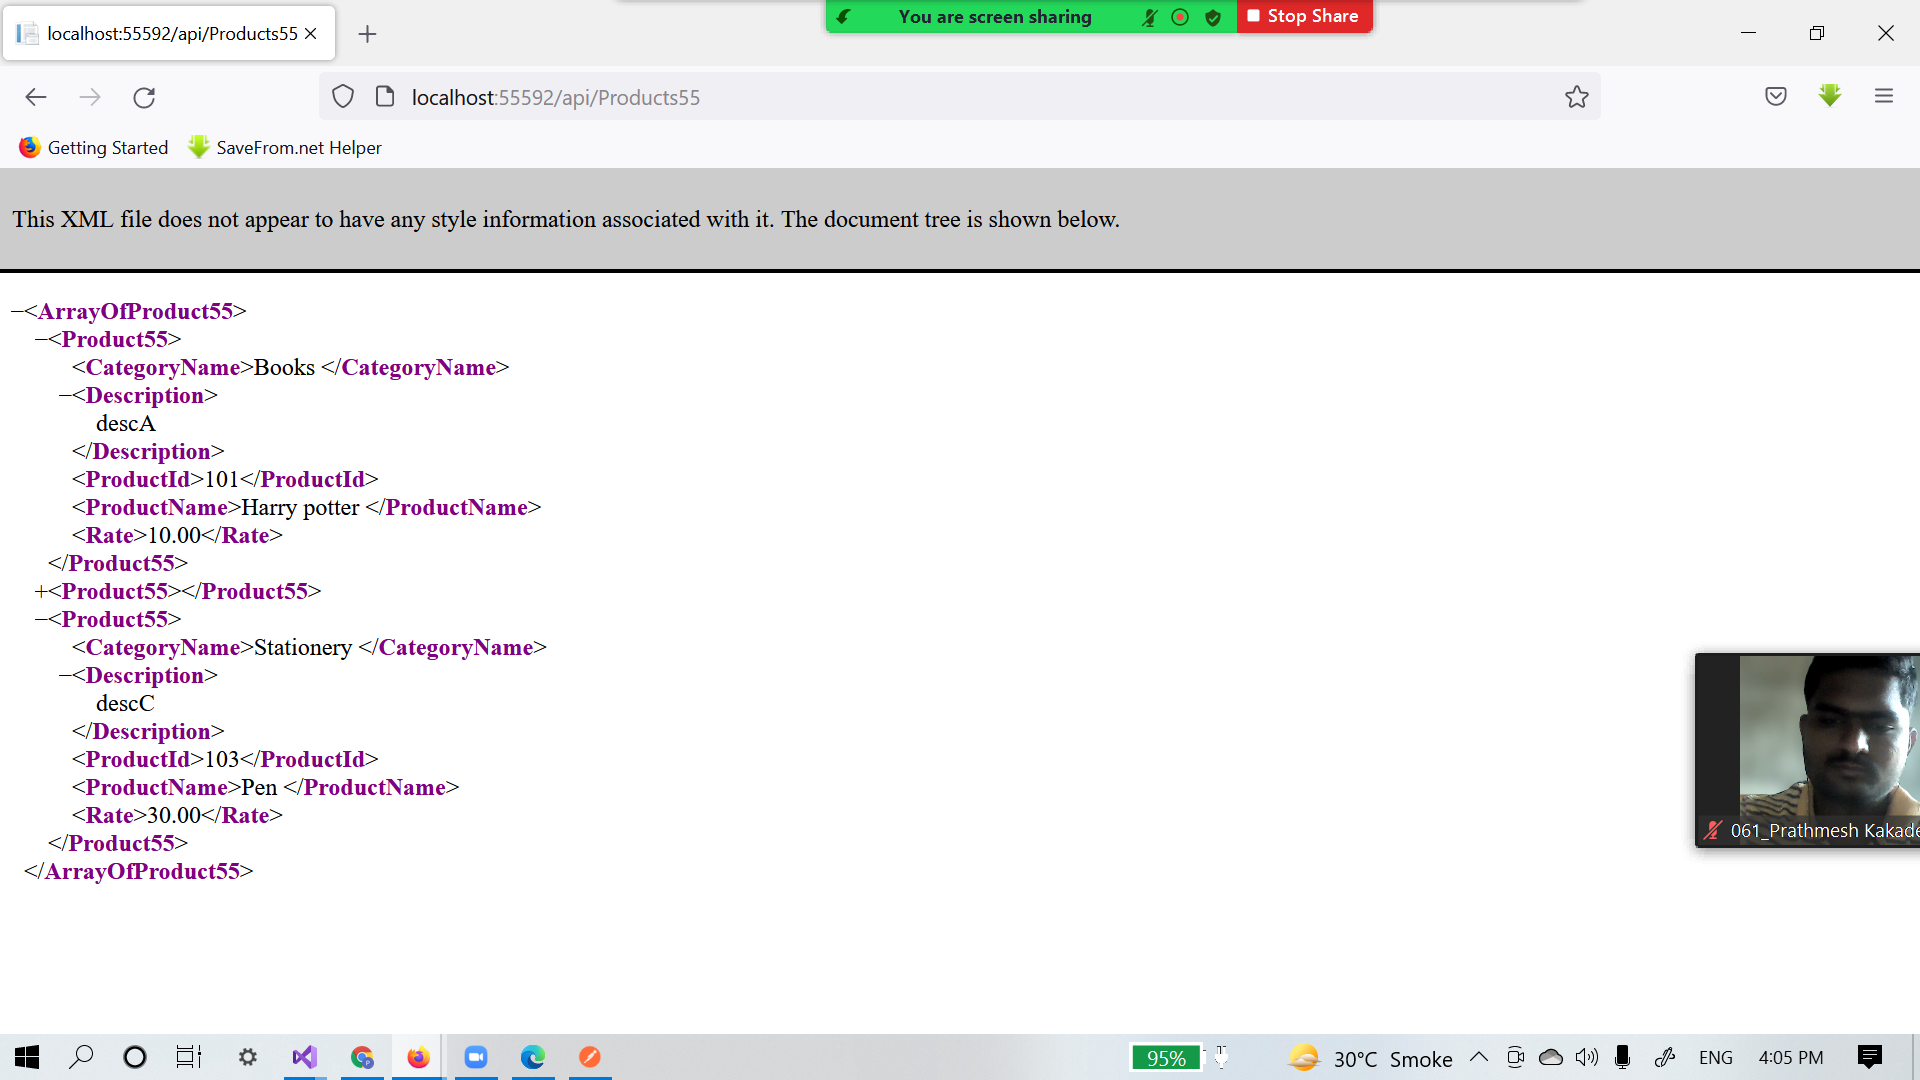 You are screen sharing
Stop Share
localhost:55592/api/Products55
localhost:55592/api/Products55
Getting Started
SaveFrom.net Helper
This XML file does not appear to have any style information associated with it. The document tree is shown below.
−<ArrayOfProduct55>
−<Product55>
<CategoryName>Books </CategoryName>
−<Description>
descA
</Description>
<ProductId>101</ProductId>
<ProductName>Harry potter </ProductName>
<Rate>10.00</Rate>
</Product55>
+<Product55></Product55>
−<Product55>
<CategoryName>Stationery </CategoryName>
−<Description>
descC
</Description>
<ProductId>103</ProductId>
<ProductName>Pen </ProductName>
<Rate>30.00</Rate>
</Product55>
</ArrayOfProduct55>
061_Prathmesh Kakade
95%
30°C Smoke
ENG
4:05 PM